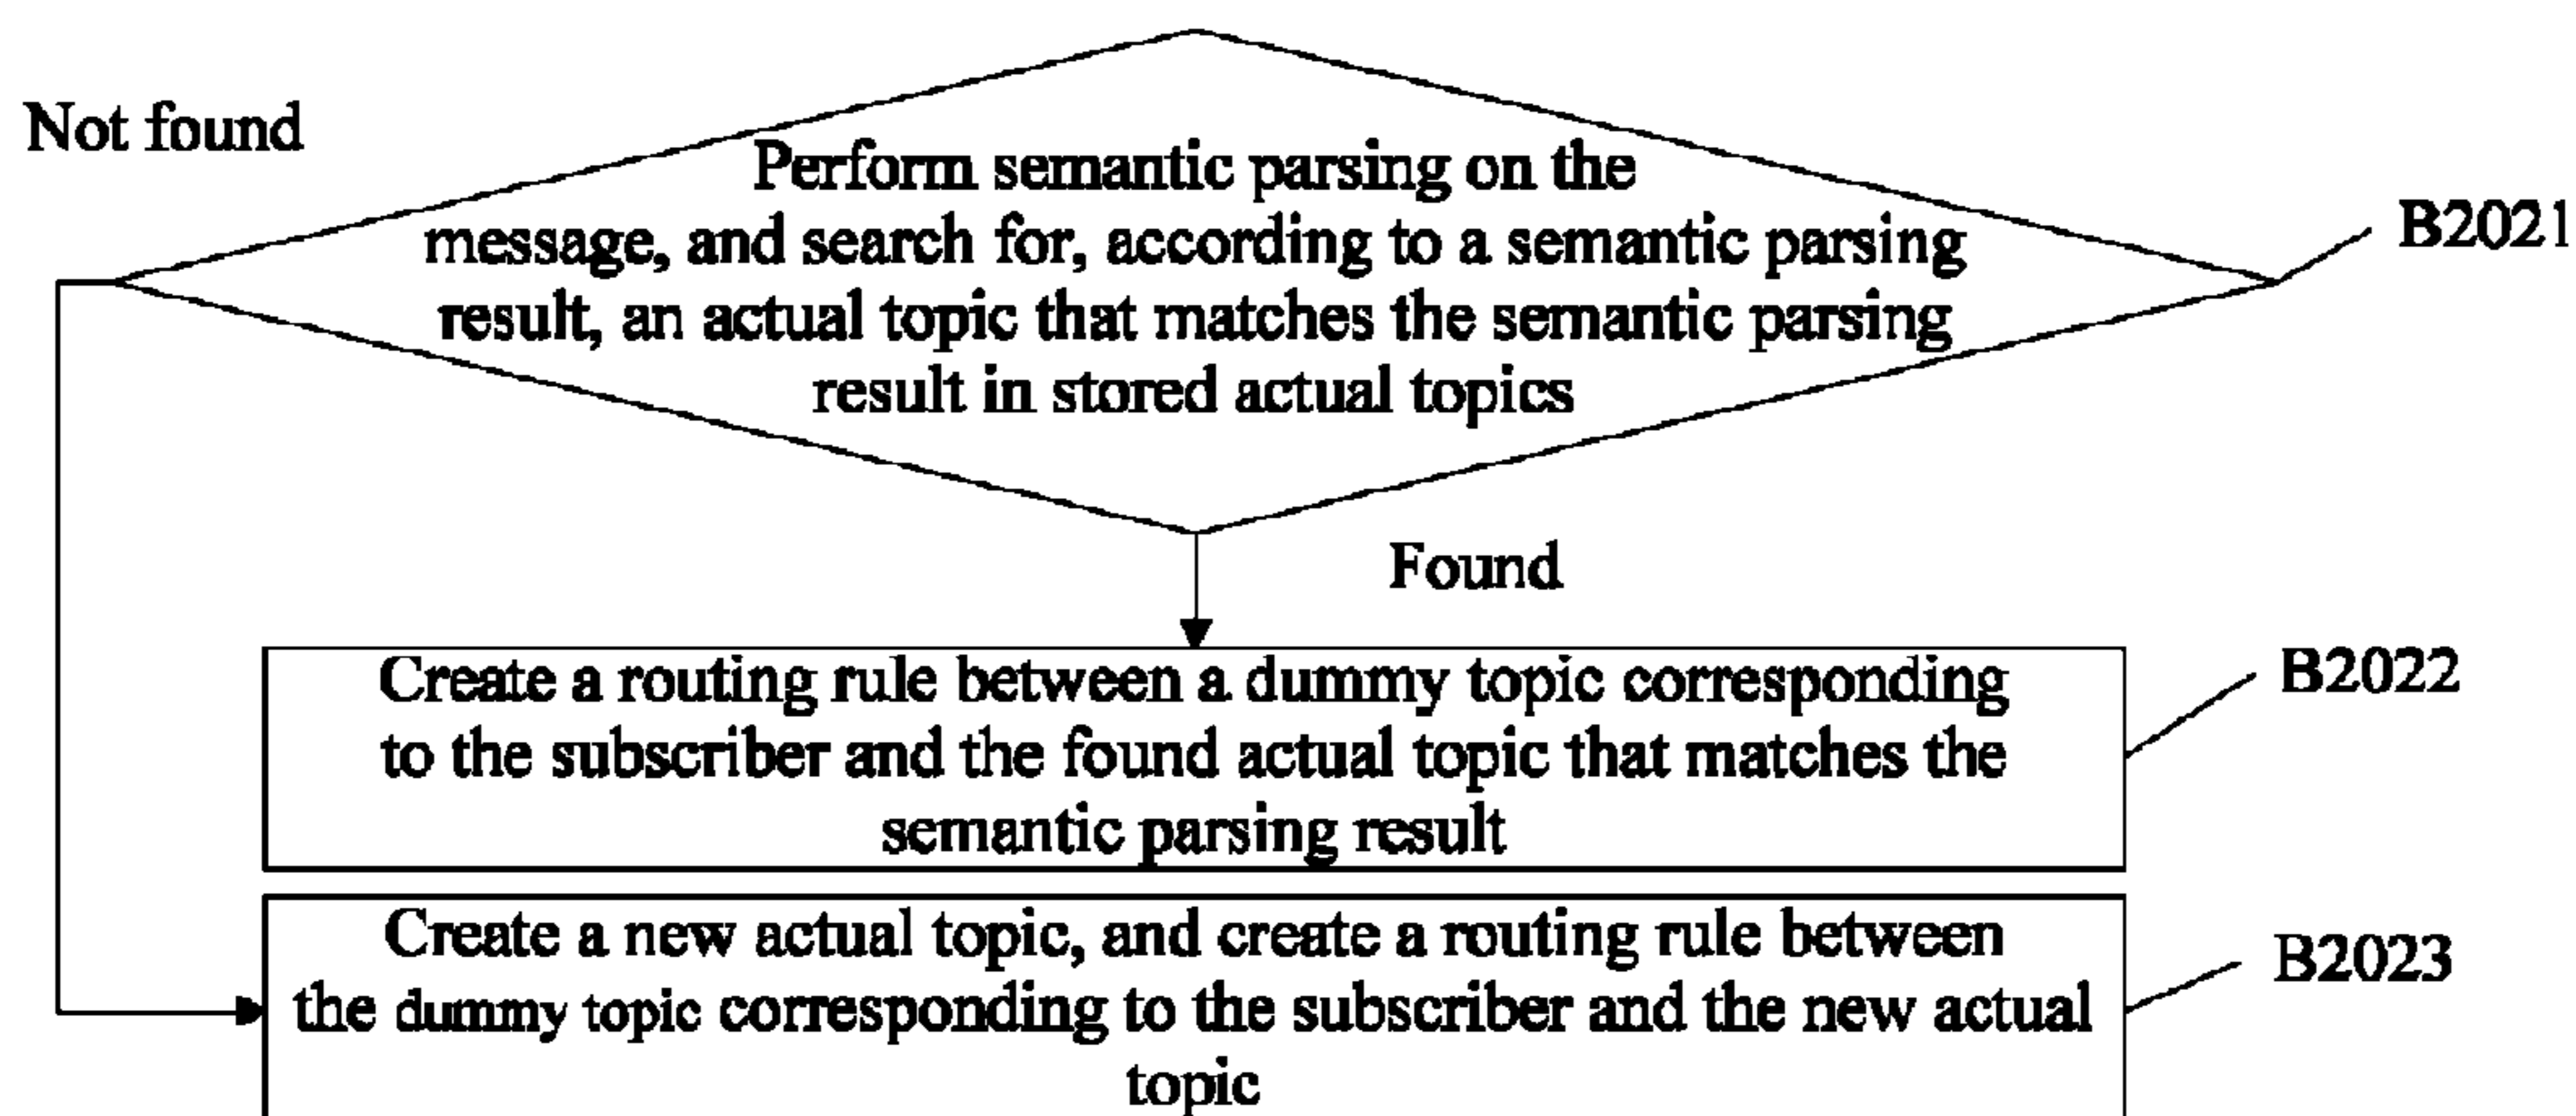 Not found
Perform semantic parsing on the
message, and search for, according to a semantic parsing
result, an actual topic that matches the semantic parsing
result in stored actual topics
B2021
Found
Create a routing rule between a dummy topic corresponding
to the subscriber and the found actual topic that matches the
semantic parsing result
B2022
Create a new actual topic, and create a routing rule between
the dummy topic corresponding to the subscriber and the new actual
topic
B2023